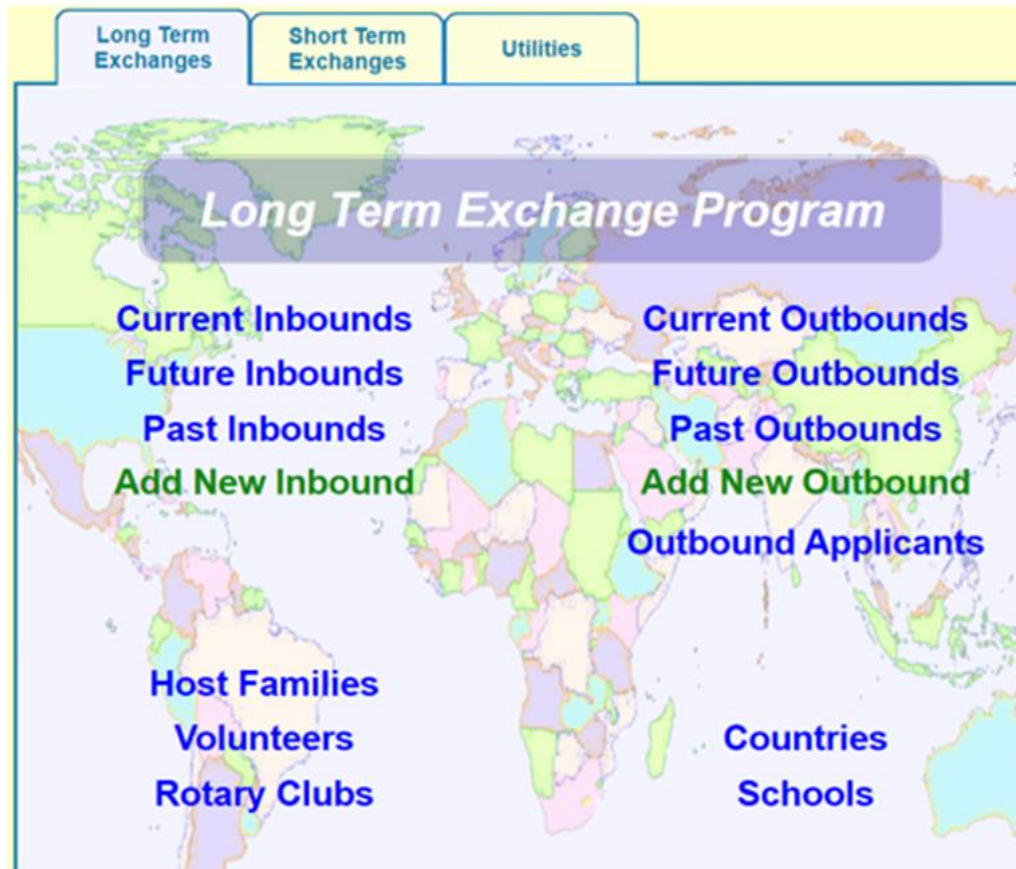 Long Term
Exchanges
Short Term
Exchanges
Utilities
Long Term Exchange Program
Current Inbounds
Future Inbounds
Past Inbounds
Add New Inbound
Current Outbounds
Future Outbounds
Past Outbounds
Add New Outbound
Outbound Applicants
Host Families
Volunteers
Rotary Clubs
Countries
Schools